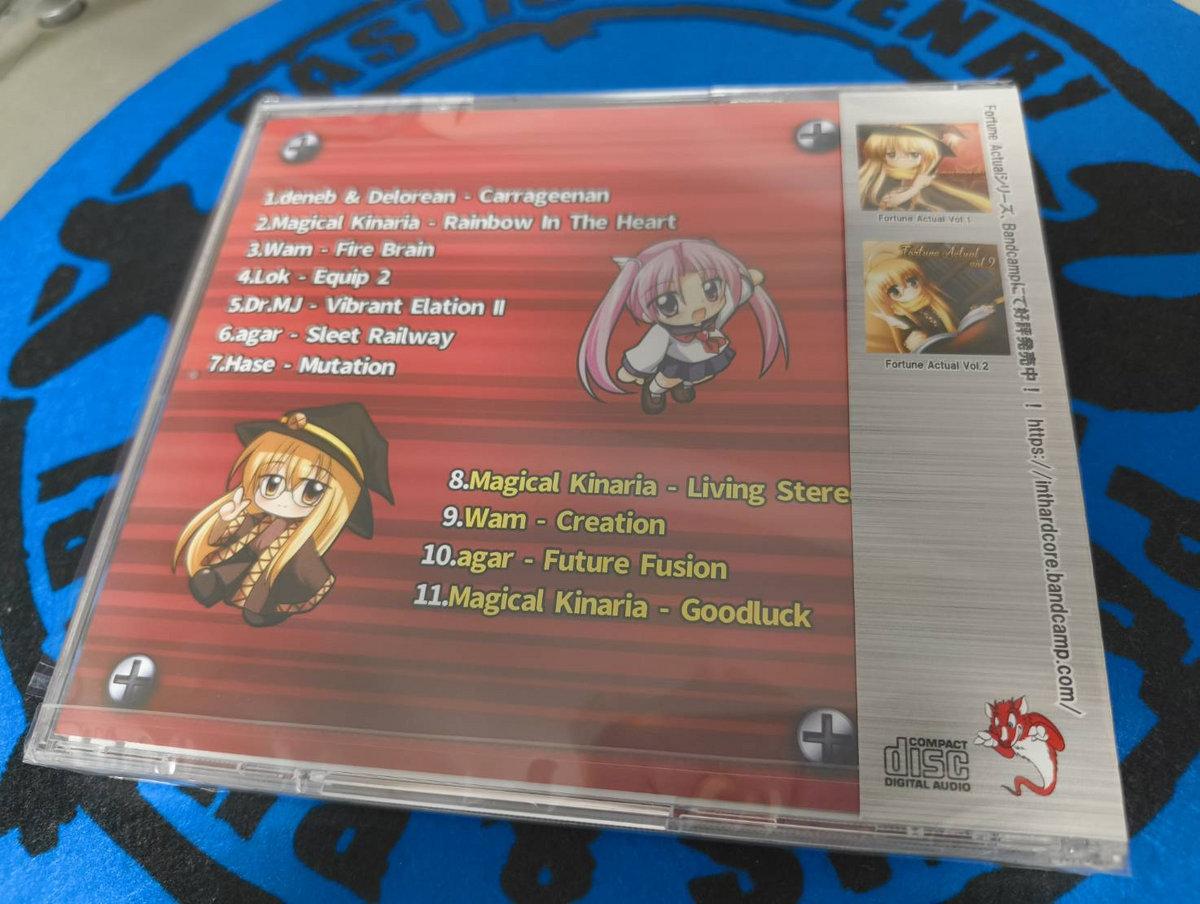 1.deneb & Delorean - Carrageenan
2.Magical Kinaria - Rainbow In The Heart
3.Wam - Fire Brain
4.Lok - Equip 2
5.Dr.MJ - Vibrant Elation II
6.agar - Sleet Railway
7.Hase - Mutation
8.Magical Kinaria - Living Stere
9.Wam - Creation
10.agar - Future Fusion
11.Magical Kinaria - Goodluck
Fortune Actual Vol.1
Fortune Actual
vol.2
Fortune Actual Vol.2
Fortune Actualシリーズ、Bandcampにて好評発売中！！ https://inthardcore.bandcamp.com/
COMPACT
disc
DIGITAL AUDIO